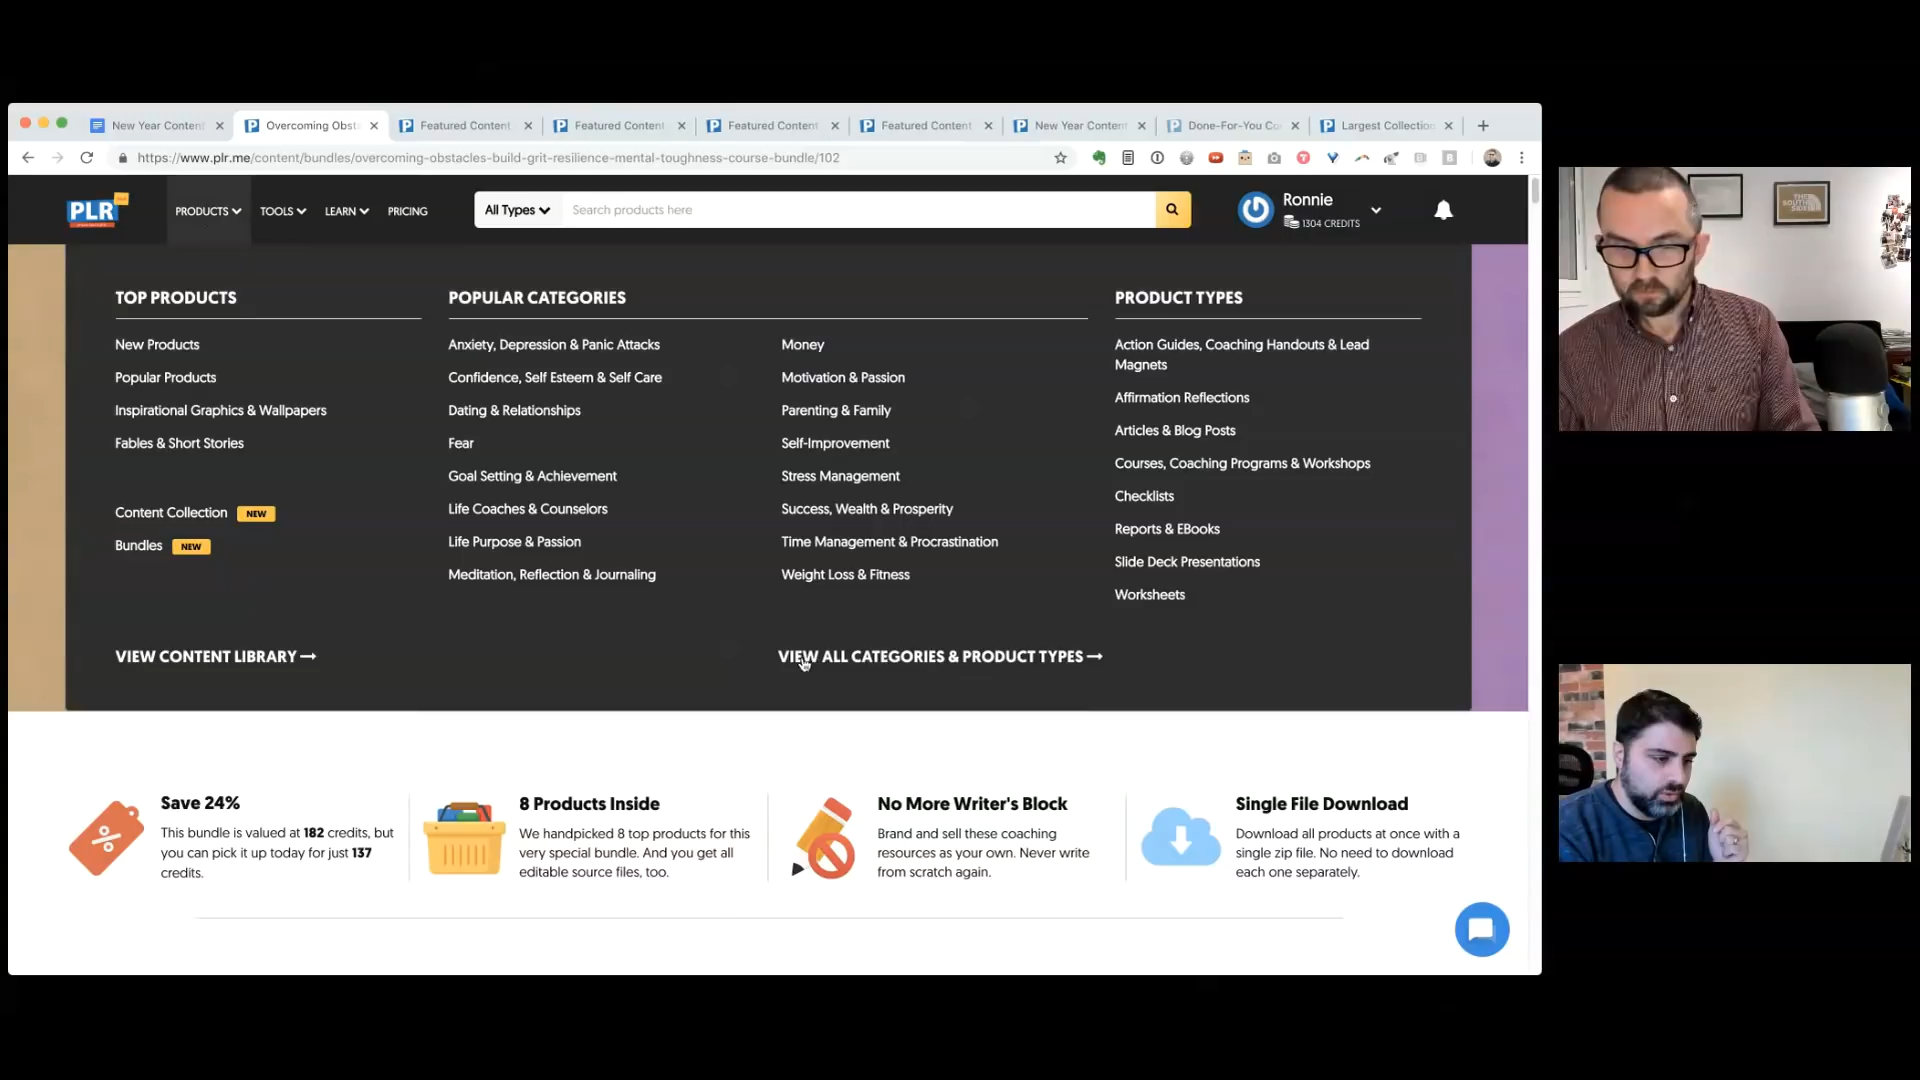 New Year Content
Overcoming Obst
Featured Content
Featured Content
Featured Content
Featured Content
New Year Content
Done-For-You Co
Largest Collection
https://www.plr.me/content/bundles/overcoming-obstacles-build-grit-resilience-mental-toughness-course-bundle/102
PLR
PRODUCTS
TOOLS
LEARN
PRICING
All Types
Search products here
Ronnie
1304 CREDITS
TOP PRODUCTS
New Products
Popular Products
Inspirational Graphics & Wallpapers
Fables & Short Stories
Content Collection NEW
Bundles NEW
VIEW CONTENT LIBRARY →
POPULAR CATEGORIES
Anxiety, Depression & Panic Attacks
Confidence, Self Esteem & Self Care
Dating & Relationships
Fear
Goal Setting & Achievement
Life Coaches & Counselors
Life Purpose & Passion
Meditation, Reflection & Journaling
Money
Motivation & Passion
Parenting & Family
Self-Improvement
Stress Management
Success, Wealth & Prosperity
Time Management & Procrastination
Weight Loss & Fitness
VIEW ALL CATEGORIES & PRODUCT TYPES →
PRODUCT TYPES
Action Guides, Coaching Handouts & Lead
Magnets
Affirmation Reflections
Articles & Blog Posts
Courses, Coaching Programs & Workshops
Checklists
Reports & EBooks
Slide Deck Presentations
Worksheets
Save 24%
This bundle is valued at 182 credits, but
you can pick it up today for just 137
credits.
8 Products Inside
We handpicked 8 top products for this
very special bundle. And you get all
editable source files, too.
No More Writer's Block
Brand and sell these coaching
resources as your own. Never write
from scratch again.
Single File Download
Download all products at once with a
single zip file. No need to download
each one separately.
THE
SOUTH
SIDE